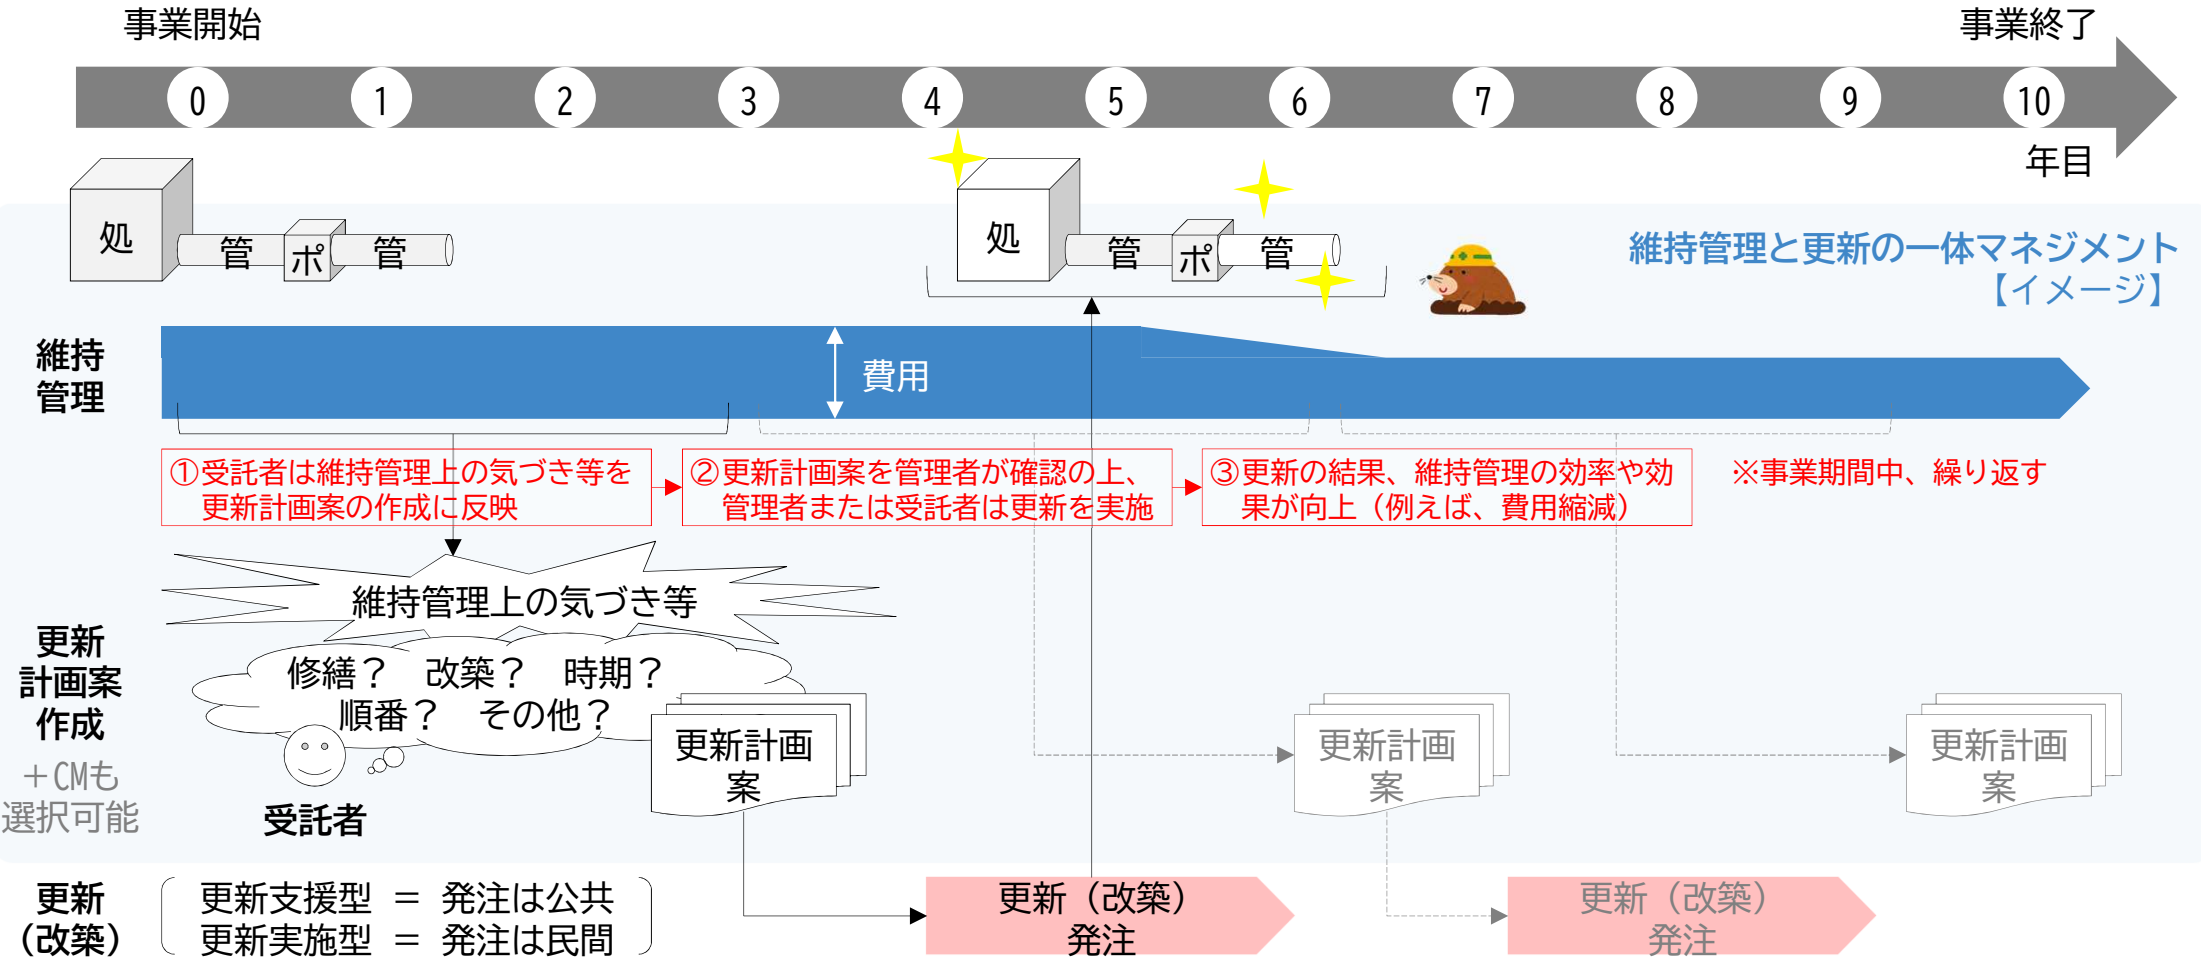 事業開始
事業終了
0 1 2 3 4 5 6 7 8 9 10
年目
処 管 ポ 管
処 管 ポ 管
維持管理と更新の一体マネジメント
【イメージ】
維持
管理
費用
①受託者は維持管理上の気づき等を
更新計画案の作成に反映
②更新計画案を管理者が確認の上、
管理者または受託者は更新を実施
③更新の結果、維持管理の効率や効
果が向上（例えば、費用縮減）
※事業期間中、繰り返す
維持管理上の気づき等
更新
計画案
作成
＋CMも
選択可能
修繕？ 改築？ 時期？
順番？ その他？
受託者
更新計画
案
更新計画
案
更新計画
案
更新
（改築）
更新支援型 ＝ 発注は公共
更新実施型 ＝ 発注は民間
更新（改築）
発注
更新（改築）
発注